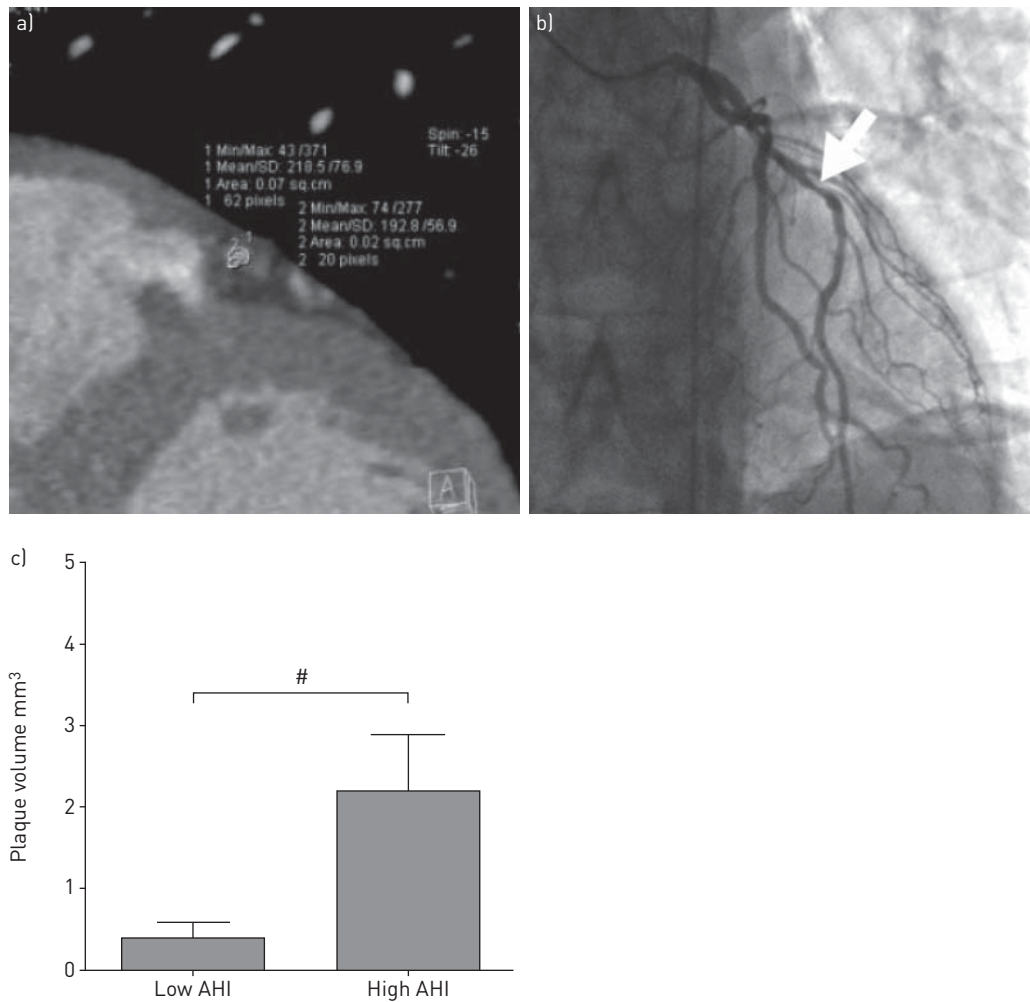 a)
1 Min/Max: 43/371
1 Mean/SD: 218.5/76.9
1 Area: 0.07 sq.cm
1 62 pixels
2 Min/Max: 74/277
2 Mean/SD: 192.8/56.9
2 Area: 0.02 sq.cm
2 20 pixels
Spin: -15
Tilt: -26
2 1
A
b)
c)
Plaque volume mm³
5
4
3
2
1
0
#
Low AHI
High AHI